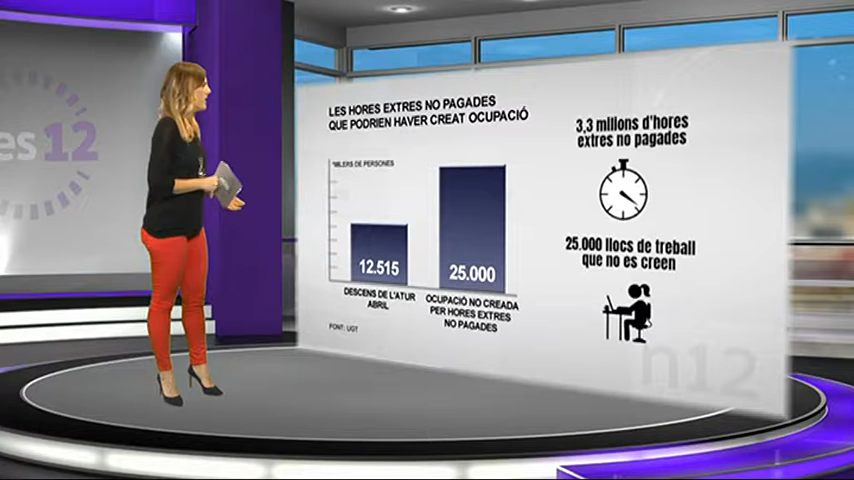 es12
LES HORES EXTRES NO PAGADES
QUE PODRIEN HAVER CREAT OCUPACIÓ
*MILERS DE PERSONES
12.515
25.000
DESCENS DE L'ATUR
ABRIL
OCUPACIÓ NO CREADA
PER HORES EXTRES
NO PAGADES
FONT: UGT
3,3 milions d'hores
extres no pagades
25.000 llocs de treball
que no es creen
n12